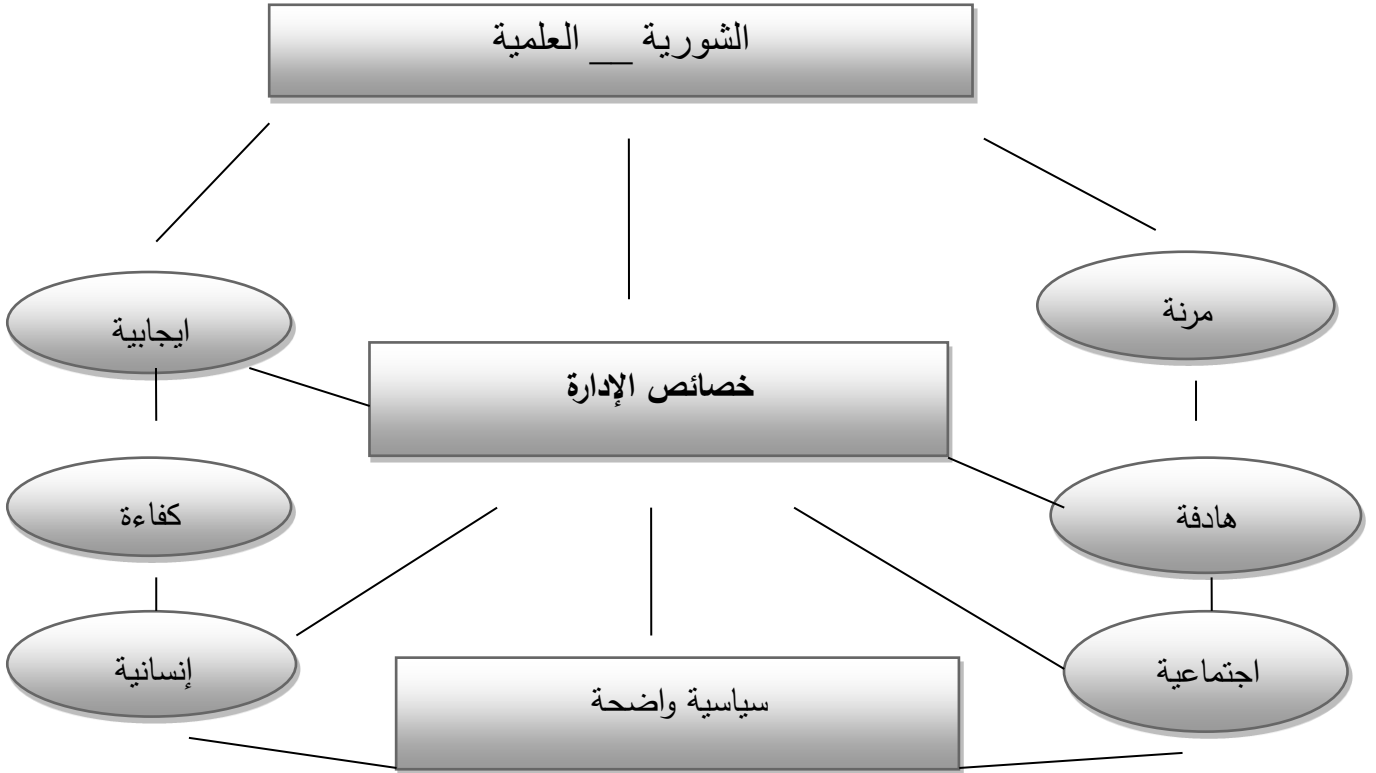 الشورية __ العلمية
مرنة
ايجابية
خصائص الإدارة
هادفة
كفاءة
اجتماعية
إنسانية
سياسية واضحة